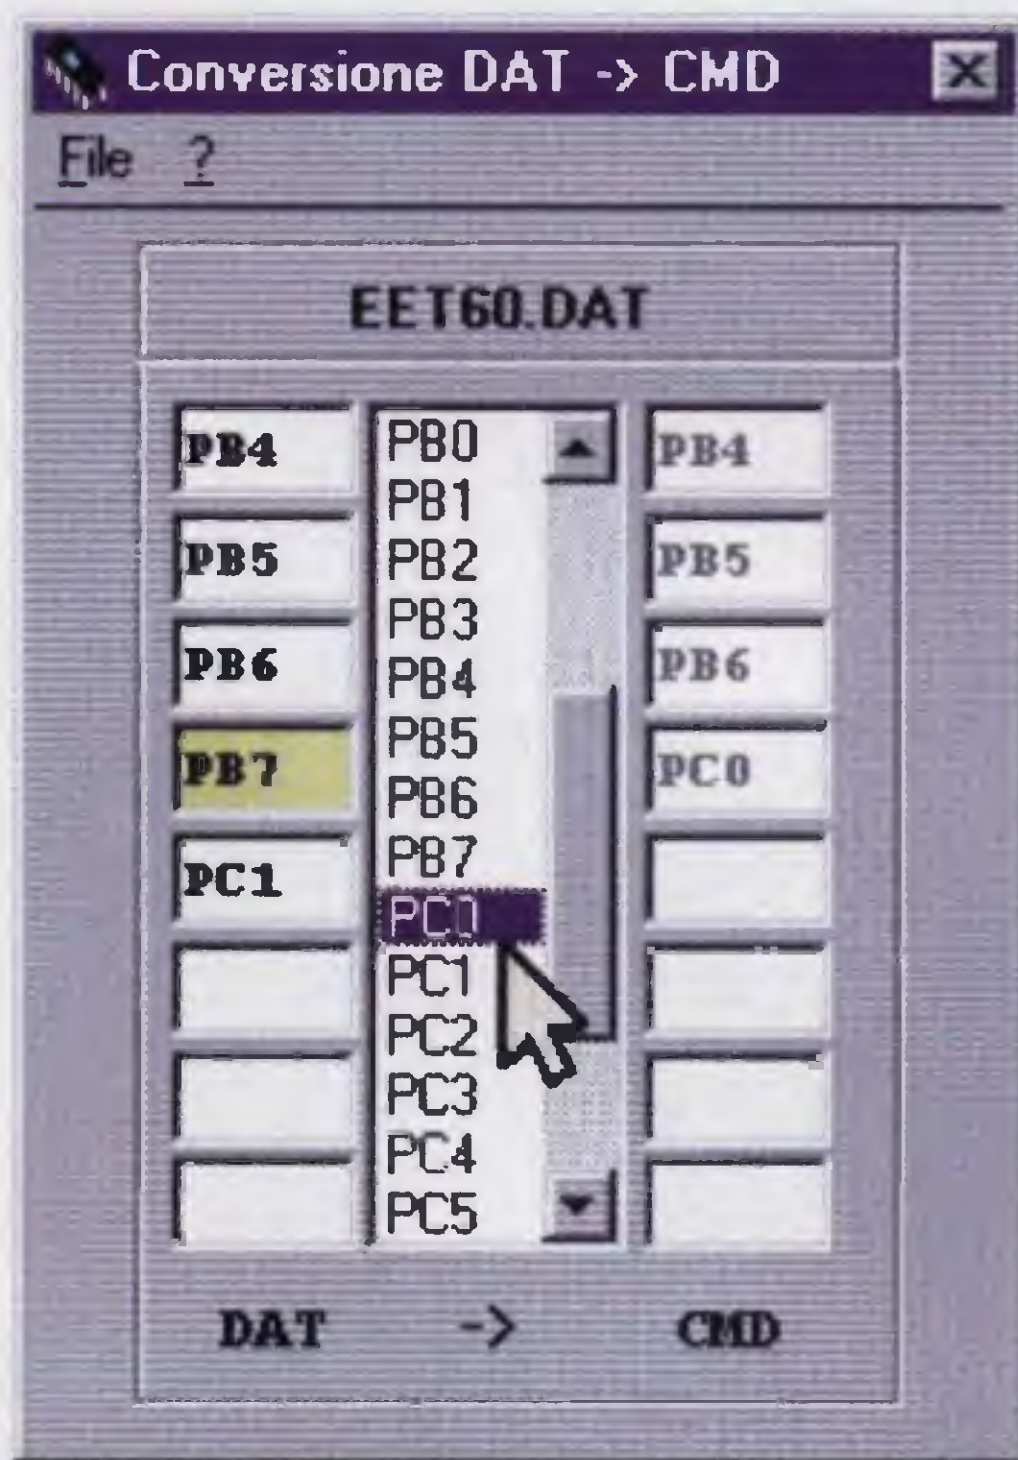 Conversione DAT -> CMD
File ?
EET60.DAT
PB4
PB5
PB6
PB7
PC1
PB0
PB1
PB2
PB3
PB4
PB5
PB6
PB7
PC0
PC1
PC2
PC3
PC4
PC5
PB4
PB5
PB6
PC0
DAT -> CMD